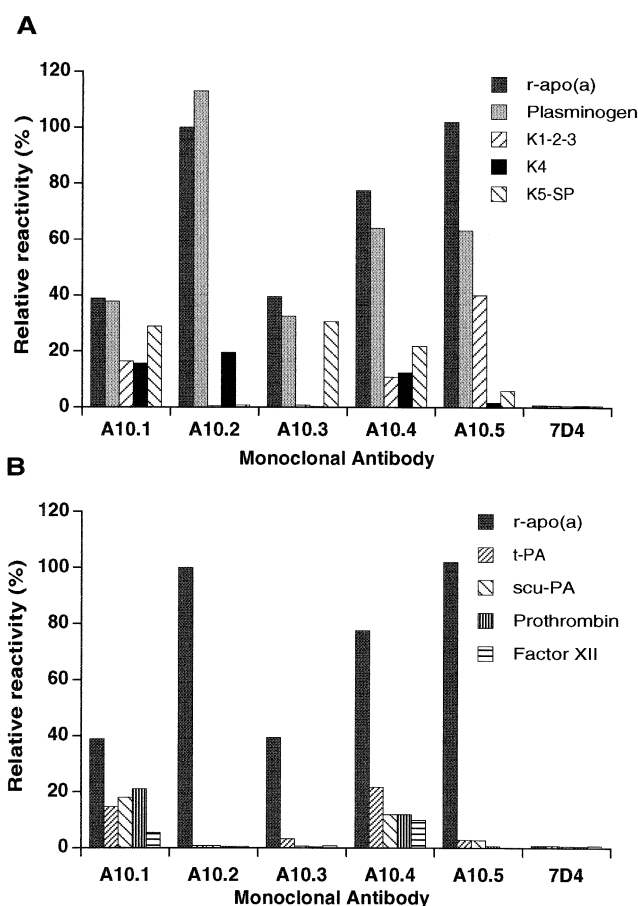 A
Relative reactivity (%)
120
100
80
60
40
20
0
r-apo(a)
Plasminogen
K1-2-3
K4
K5-SP
A10.1 A10.2 A10.3 A10.4 A10.5 7D4
Monoclonal Antibody
B
Relative reactivity (%)
120
100
80
60
40
20
0
r-apo(a)
t-PA
scu-PA
Prothrombin
Factor XII
A10.1 A10.2 A10.3 A10.4 A10.5 7D4
Monoclonal Antibody